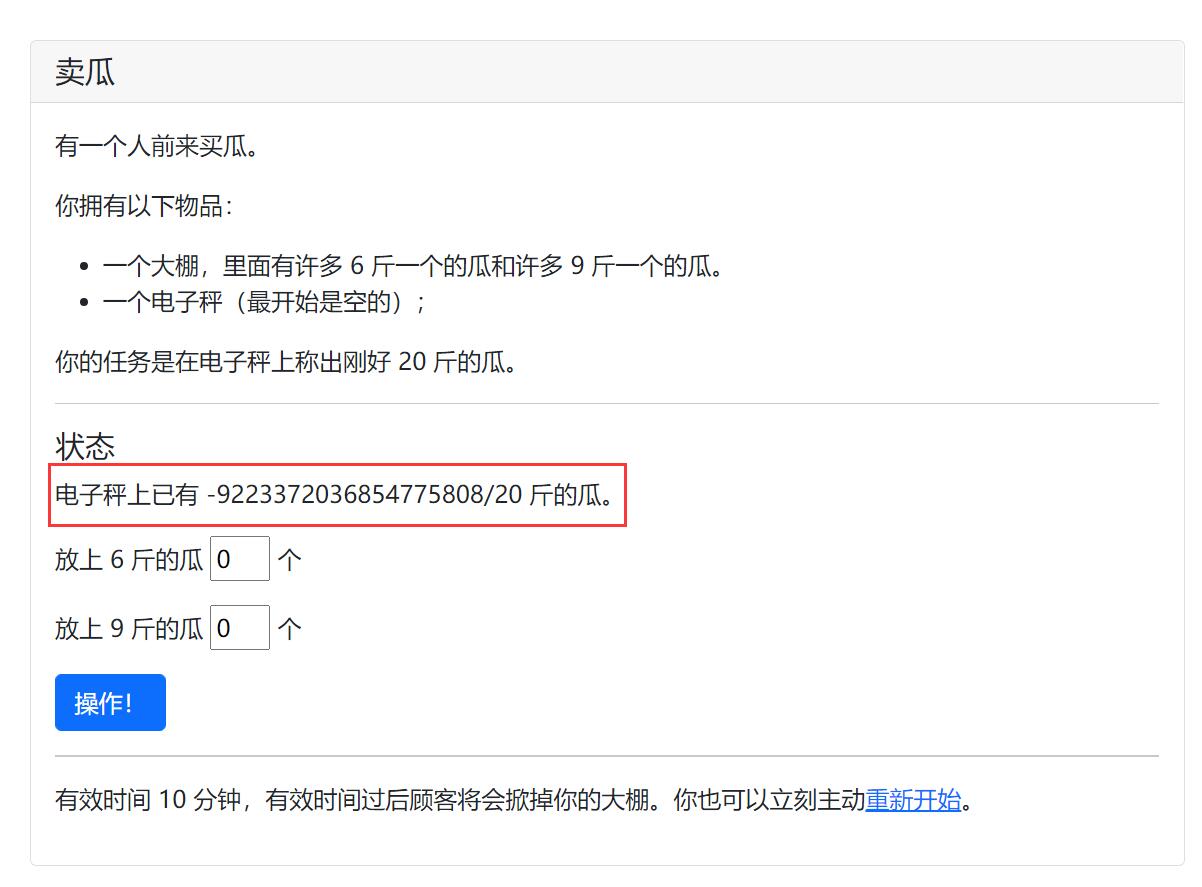 卖瓜
有一个人前来买瓜。
你拥有以下物品：
一个大棚，里面有许多 6 斤一个的瓜和许多 9 斤一个的瓜。
一个电子秤（最开始是空的）；
你的任务是在电子秤上称出刚好 20 斤的瓜。
状态
电子秤上已有 -9223372036854775808/20 斤的瓜。
放上 6 斤的瓜 0 个
放上 9 斤的瓜 0 个
操作！
有效时间 10 分钟，有效时间过后顾客将会掀掉你的大棚。你也可以立刻主动重新开始。